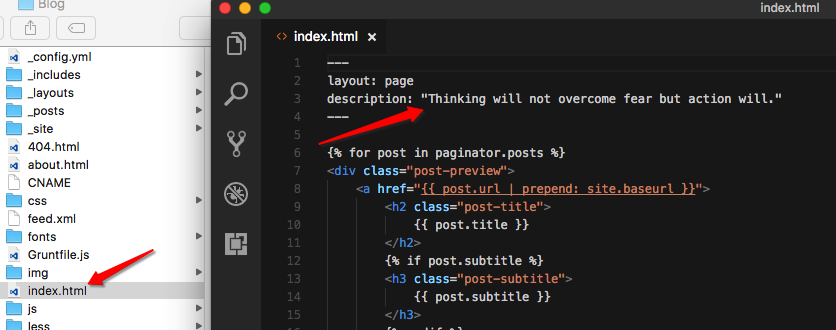 Blog
_config.yml
_includes
_layouts
_posts
_site
404.html
about.html
CNAME
css
feed.xml
fonts
Gruntfile.js
img
index.html
js
less
index.html
<> index.html ×
1 ---
2 layout: page
3 description: "Thinking will not overcome fear but action will."
4 ---
5
6 {% for post in paginator.posts %}
7 <div class="post-preview">
8 <a href="{{ post.url | prepend: site.baseurl }}">
9 <h2 class="post-title">
10 {{ post.title }}
11 </h2>
12 {% if post.subtitle %}
13 <h3 class="post-subtitle">
14 {{ post.subtitle }}
15 </h3>